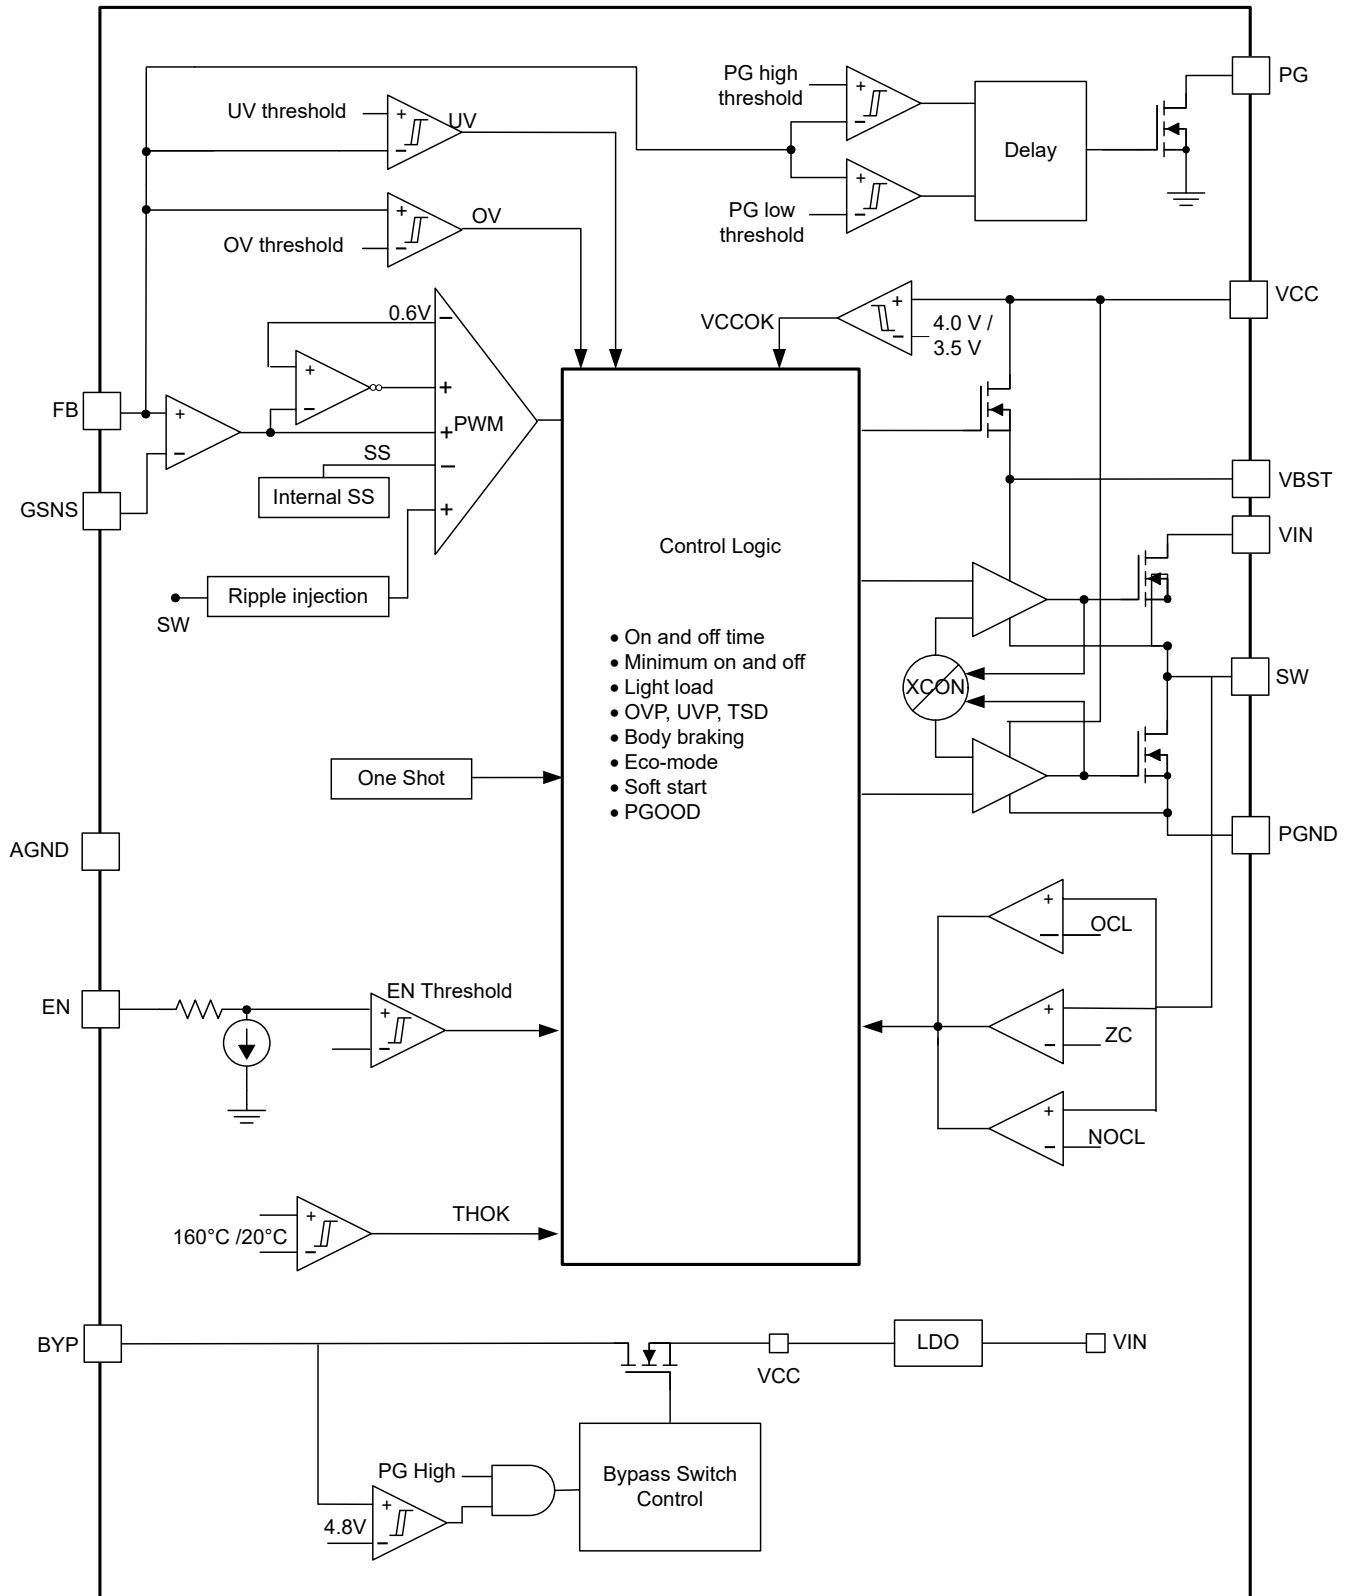 PG high
threshold
PG
UV threshold
+
UV
−
+
−
Delay
+
OV
OV threshold
−
+
−
PG low
threshold
VCC
0.6V
−
VCCOK
+
−
4.0 V /
3.5 V
+
−
+
FB
+
−
+
PWM
SS
−
Internal SS
+
GSNS
VBST
VIN
Control Logic
Ripple injection
SW
• On and off time
• Minimum on and off
• Light load
• OVP, UVP, TSD
• Body braking
• Eco-mode
• Soft start
• PGOOD
XCON
SW
One Shot
PGND
AGND
+
−
OCL
EN
EN Threshold
+
−
+
−
ZC
+
−
NOCL
THOK
160°C /20°C
+
−
BYP
VCC
LDO
VIN
PG High
4.8V
+
−
Bypass Switch
Control